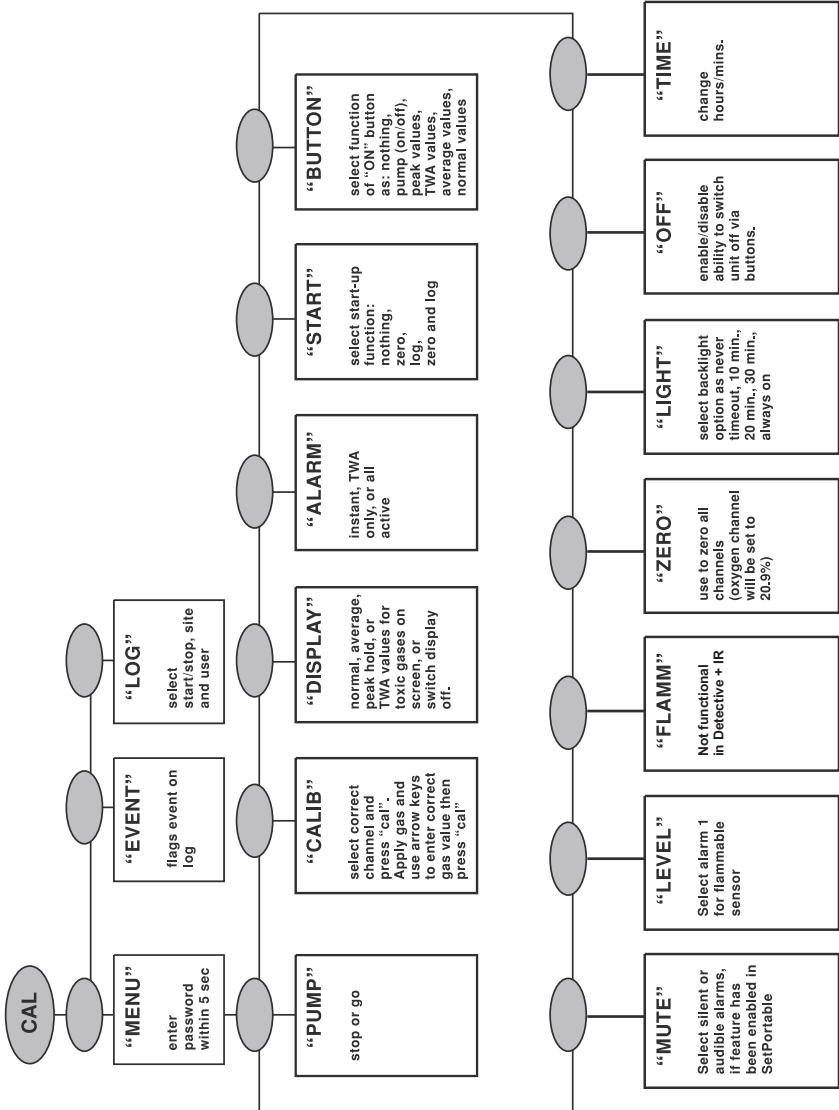 CAL
“MENU”
enter
password
within 5 sec
“EVENT”
flags event on
log
“LOG”
select
start/stop, site
and user
“PUMP”
stop or go
“CALIB”
select correct
channel and
press “cal”-
Apply gas and
use arrow keys
to enter correct
gas value then
press “cal”
“DISPLAY”
normal, average,
peak hold, or
TWA values for
toxic gases on
screen, or
switch display
off.
“ALARM”
instant, TWA
only, or all
active
“START”
select start-up
function:
nothing,
zero,
log,
zero and log
“BUTTON”
select function
of “ON” button
as: nothing,
pump (on/off),
peak values,
TWA values,
average values,
normal values
“MUTE”
Select silent or
audible alarms,
if feature has
been enabled in
SetPortable
“LEVEL”
Select alarm 1
for flammable
sensor
“FLAMM”
Not functional
in Detective + IR
“ZERO”
use to zero all
channels
(oxygen channel
will be set to
20.9%)
“LIGHT”
select backlight
option as never
timeout, 10 min.,
20 min., 30 min.,
always on
“OFF”
enable/disable
ability to switch
unit off via
buttons.
“TIME”
change
hours/mins.